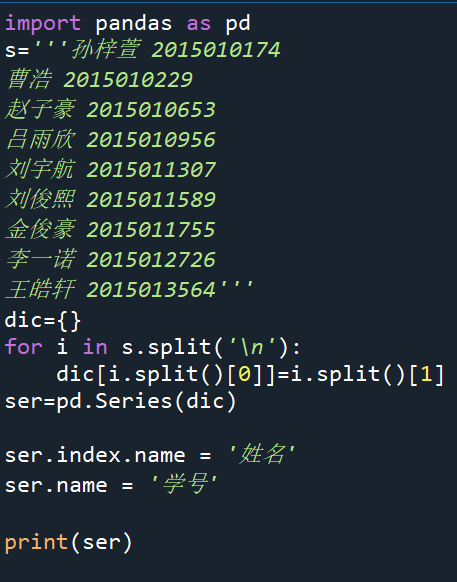 import pandas as pd
s='''孙梓萱 2015010174
曹浩 2015010229
赵子豪 2015010653
吕雨欣 2015010956
刘宇航 2015011307
刘俊熙 2015011589
金俊豪 2015011755
李一诺 2015012726
王皓轩 2015013564'''
dic={}
for i in s.split('\n'):
    dic[i.split()[0]]=i.split()[1]
ser=pd.Series(dic)
ser.index.name = '姓名'
ser.name = '学号'
print(ser)